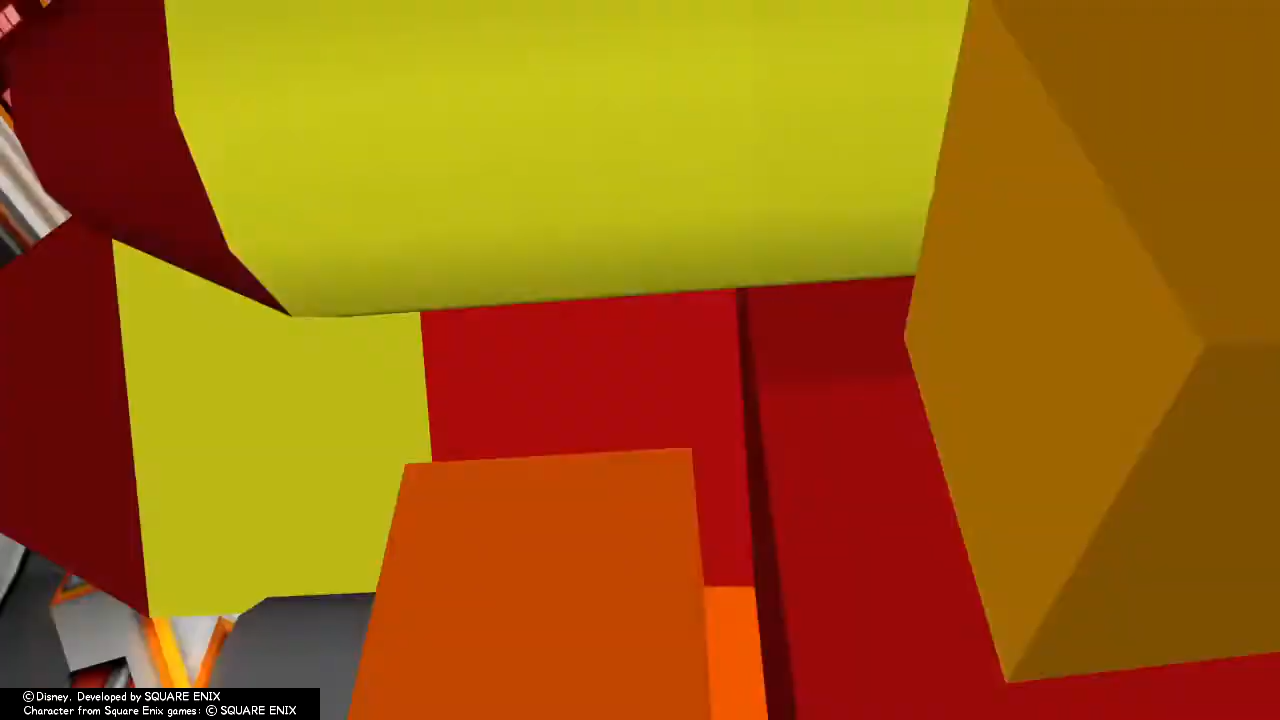 © Disney. Developed by SQUARE ENIX
Character from Square Enix games: © SQUARE ENIX